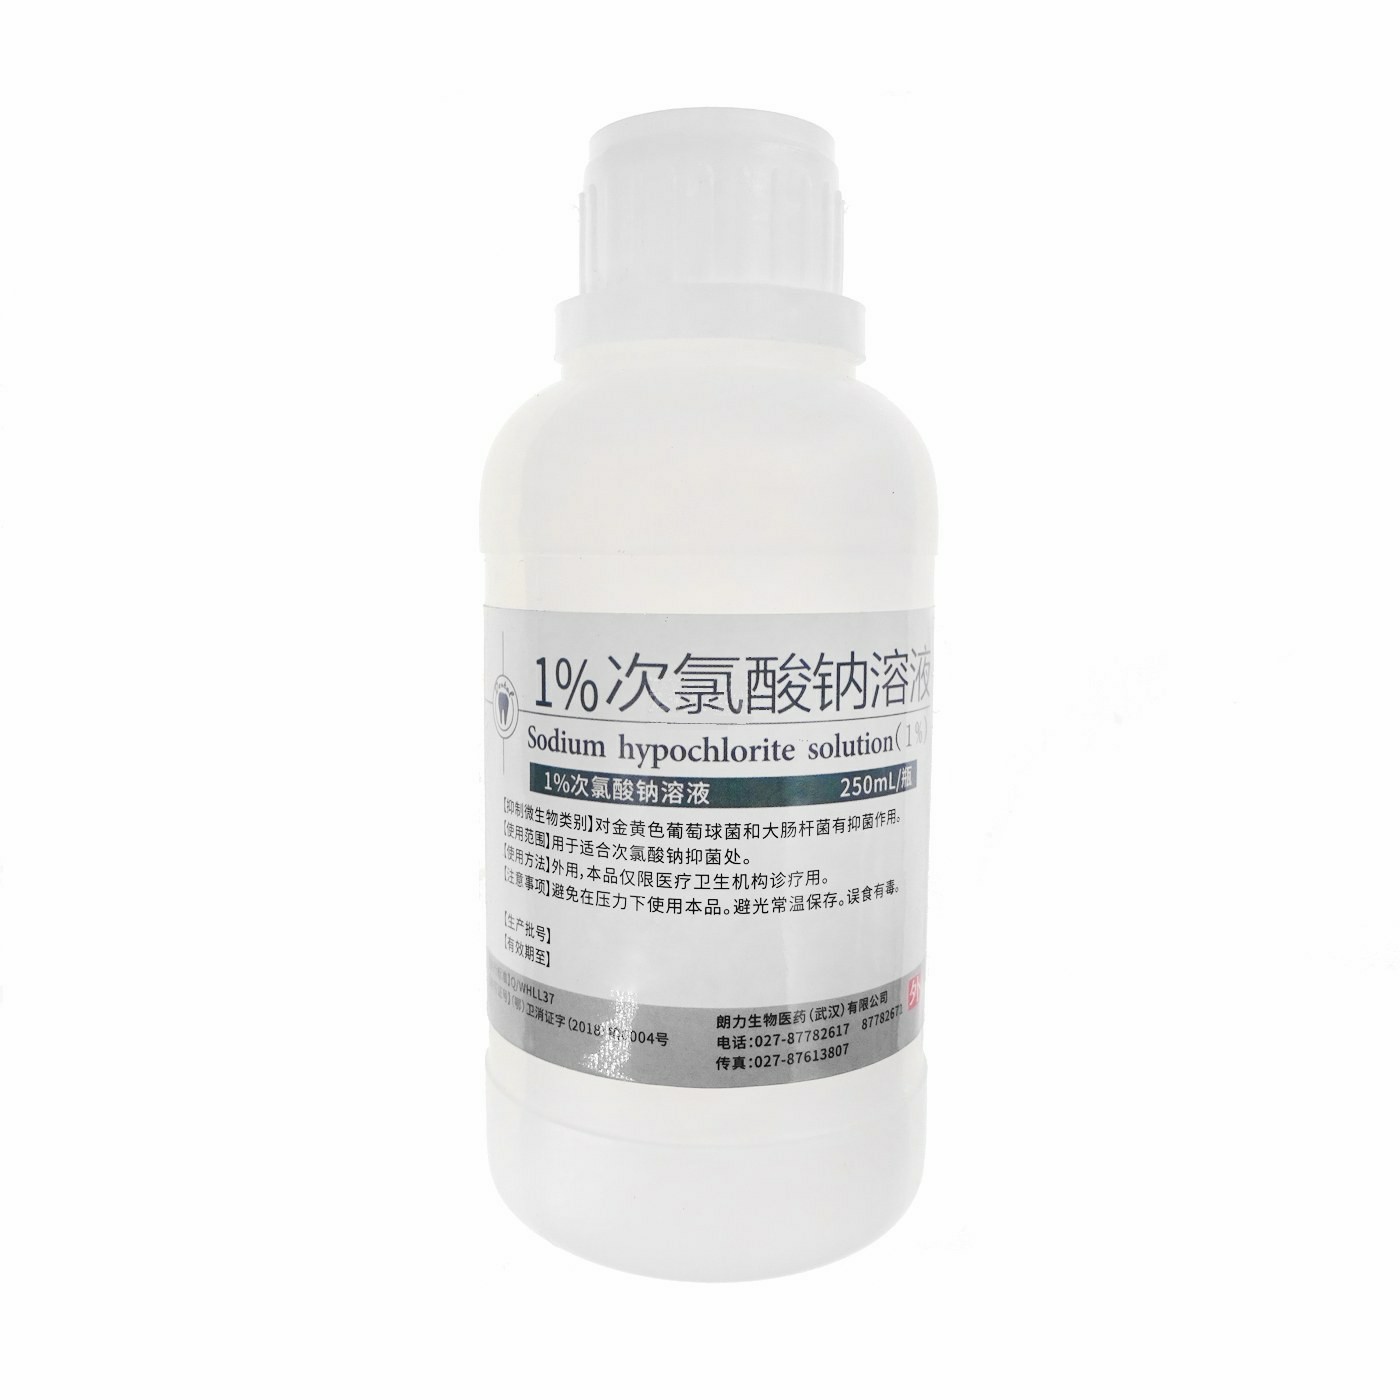 1%次氯酸钠溶液
Sodium hypochlorite solution(1%)
1%次氯酸钠溶液 250mL/瓶
【抑制微生物类别】对金黄色葡萄球菌和大肠杆菌有抑菌作用。
【使用范围】用于适合次氯酸钠抑菌处。
【使用方法】外用,本品仅限医疗卫生机构诊疗用。
【注意事项】避免在压力下使用本品。避光常温保存。误食有毒。
【生产批号】
【有效期至】
Q/WHLL37
(鄂)卫消证字(2018)第0004号
外
朗力生物医药(武汉)有限公司
电话:027-87782617 87782671
传真:027-87613807